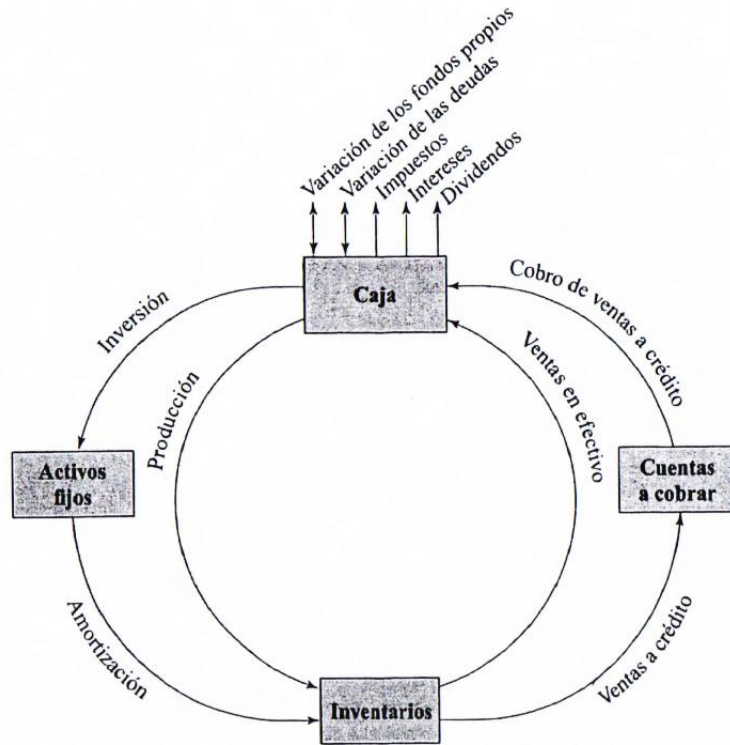 Variación de los fondos propios
Variación de las deudas
Impuestos
Intereses
Dividendos
Caja
Inversión
Cobro de ventas a crédito
Producción
Ventas en efectivo
Activos
fijos
Cuentas
a cobrar
Amortización
Ventas a crédito
Inventarios